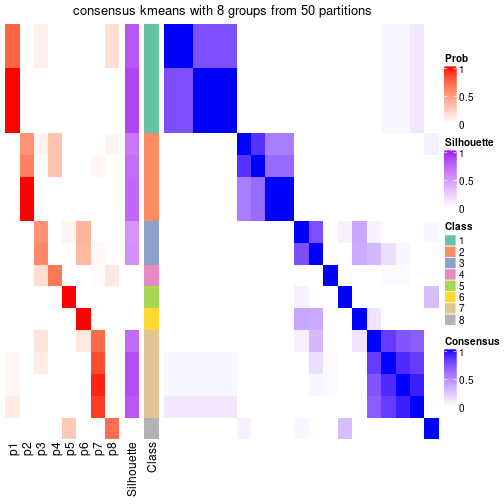 consensus kmeans with 8 groups from 50 partitions
Prob
1
0.5
0
Silhouette
1
0.5
0
Class
1
2
3
4
5
6
7
8
Consensus
1
0.5
0
p1
p2
p3
p4
p5
p6
p7
p8
Silhouette
Class